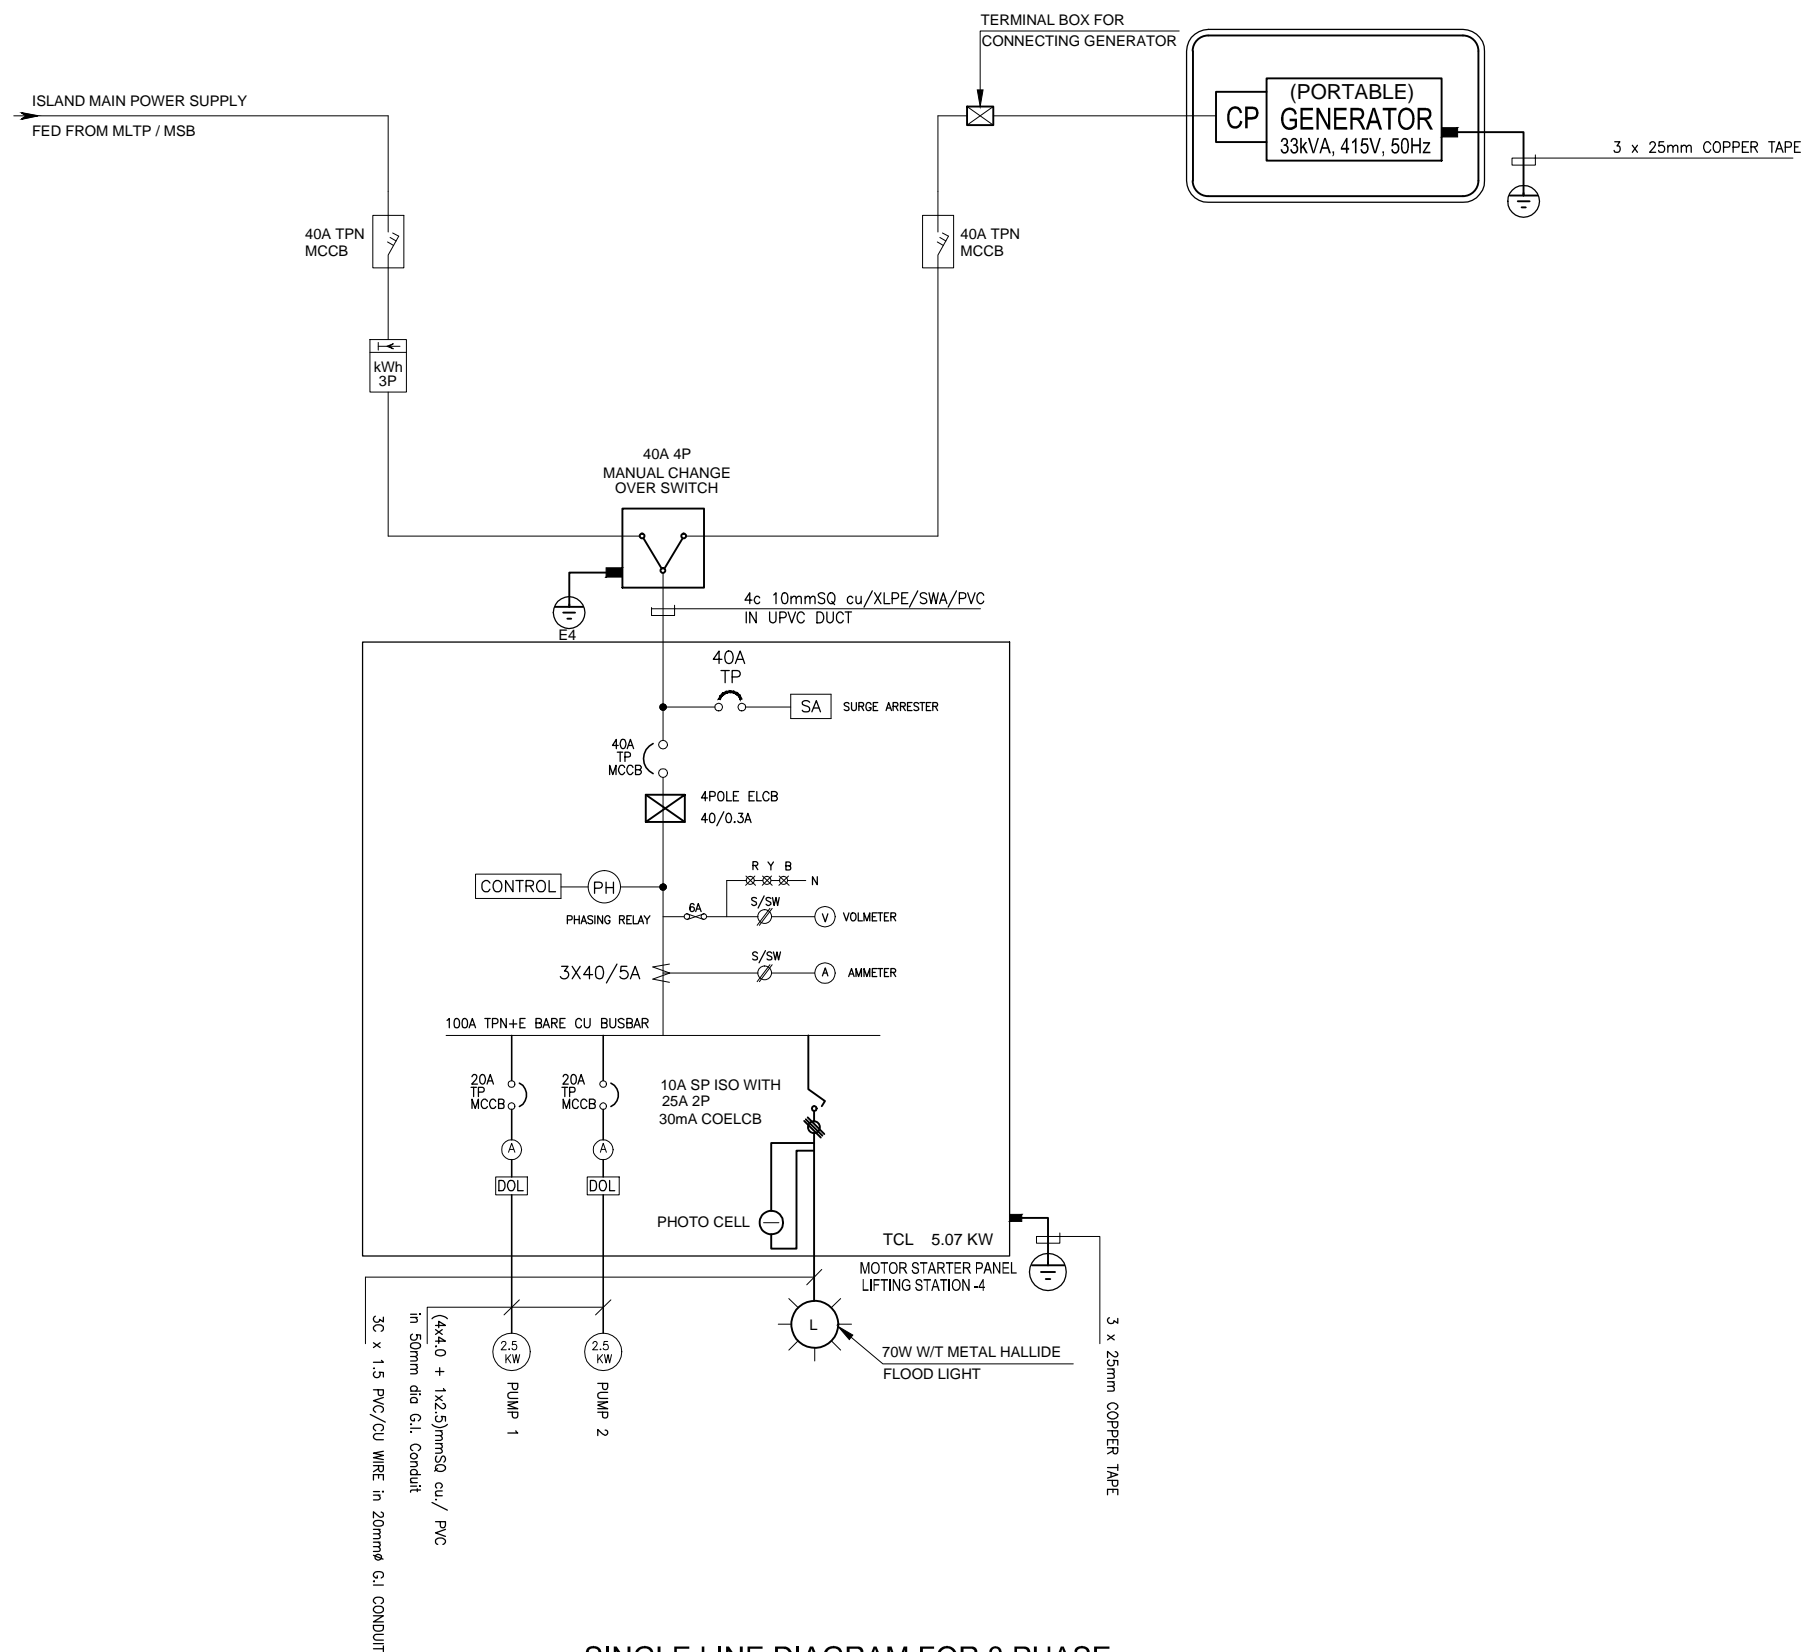 TERMINAL BOX FOR
CONNECTING GENERATOR
ISLAND MAIN POWER SUPPLY
FED FROM MLTP / MSB
CP
(PORTABLE)
GENERATOR
33kVA, 415V, 50Hz
3 x 25mm COPPER TAPE
40A TPN
MCCB
40A TPN
MCCB
kWh
3P
40A 4P
MANUAL CHANGE
OVER SWITCH
4c 10mmSQ cu/XLPE/SWA/PVC
IN UPVC DUCT
E4
40A
TP
SA
SURGE ARRESTER
40A
TP
MCCB
4POLE ELCB
40/0.3A
R Y B
N
CONTROL
PH
PHASING RELAY
6A
S/SW
V
VOLMETER
S/SW
3X40/5A
A
AMMETER
100A TPN+E BARE CU BUSBAR
20A
TP
MCCB
20A
TP
MCCB
10A SP ISO WITH
25A 2P
30mA COELCB
A
A
DOL
DOL
PHOTO CELL
TCL 5.07 KW
MOTOR STARTER PANEL
LIFTING STATION -4
L
70W W/T METAL HALLIDE
FLOOD LIGHT
2.5
KW
2.5
KW
PUMP 1
PUMP 2
3 x 25mm COPPER TAPE
(4x4.0 + 1x2.5)mmSQ cu./ PVC
in 50mm dia G.I. Conduit
3C x 1.5 PVC/CU WIRE in 20mmø G.I CONDUIT
SINGLE LINE DIAGRAM FOR
PHASE